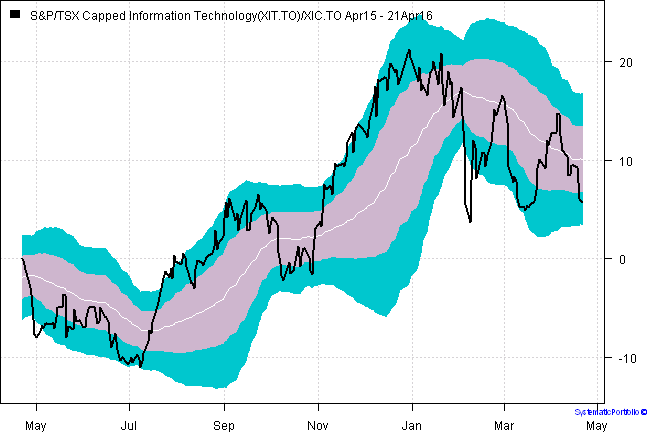 S&P/TSX Capped Information Technology(XIT.TO)/XIC.TO Apr15 - 21Apr16
20
10
0
-10
May Jul Sep Nov Jan Mar May
SystematicPortfolio ©